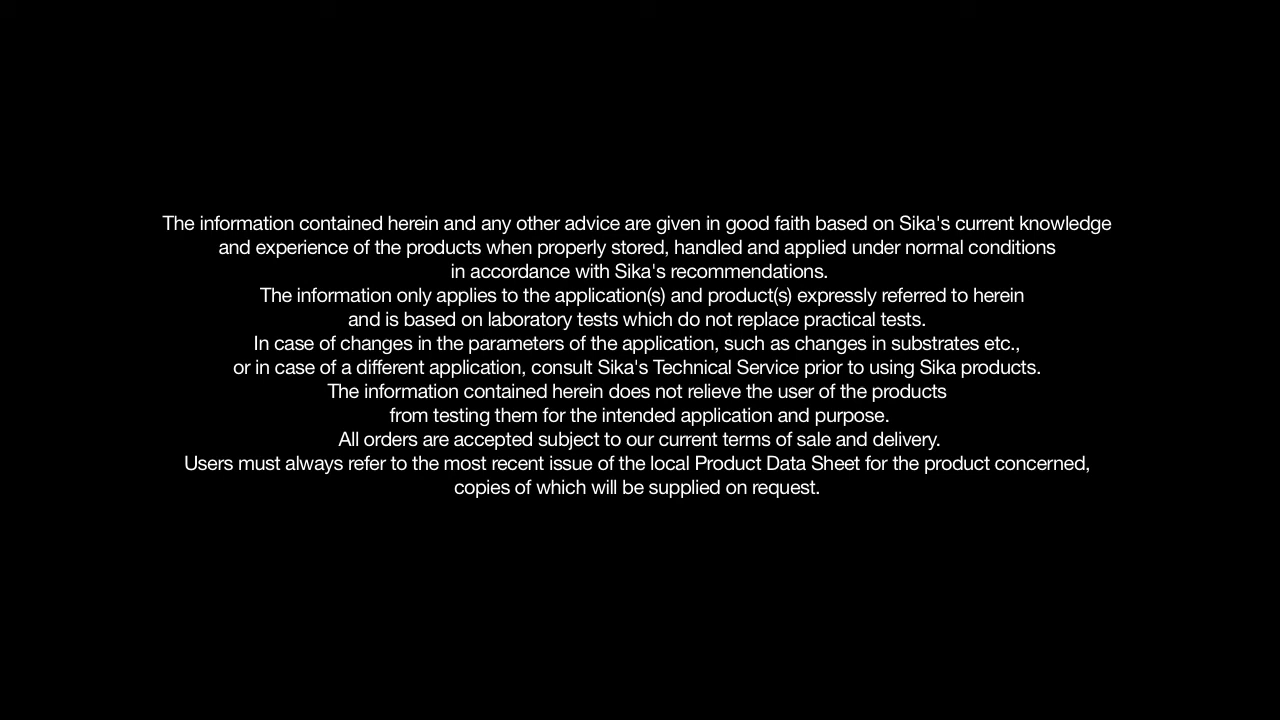 The information contained herein and any other advice are given in good faith based on Sika's current knowledge
and experience of the products when properly stored, handled and applied under normal conditions
in accordance with Sika's recommendations.
The information only applies to the application(s) and product(s) expressly referred to herein
and is based on laboratory tests which do not replace practical tests.
In case of changes in the parameters of the application, such as changes in substrates etc.,
or in case of a different application, consult Sika's Technical Service prior to using Sika products.
The information contained herein does not relieve the user of the products
from testing them for the intended application and purpose.
All orders are accepted subject to our current terms of sale and delivery.
Users must always refer to the most recent issue of the local Product Data Sheet for the product concerned,
copies of which will be supplied on request.